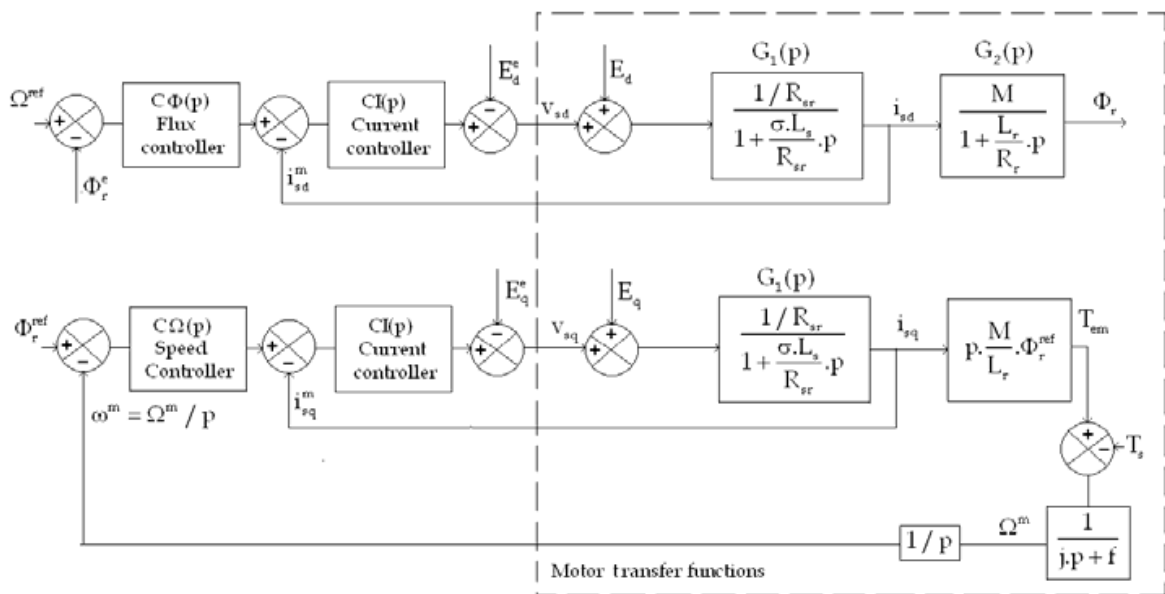 Ω^ref
CΦ(p)
Flux
controller
Φ_r^e
i_sd^m
CI(p)
Current
controller
E_d^e
v_sd
E_d
G_1(p)
1 / R_sr
1 + σ.L_s / R_sr .p
i_sd
G_2(p)
M
1 + L_r / R_r .p
Φ_r
Φ_r^ref
CΩ(p)
Speed
Controller
ω^m = Ω^m / p
i_sq^m
CI(p)
Current
controller
E_q^e
v_sq
E_q
G_1(p)
1 / R_sr
1 + σ.L_s / R_sr .p
i_sq
p. M / L_r .Φ_r^ref
T_em
T_s
1
j.p + f
Ω^m
1 / p
Motor transfer functions